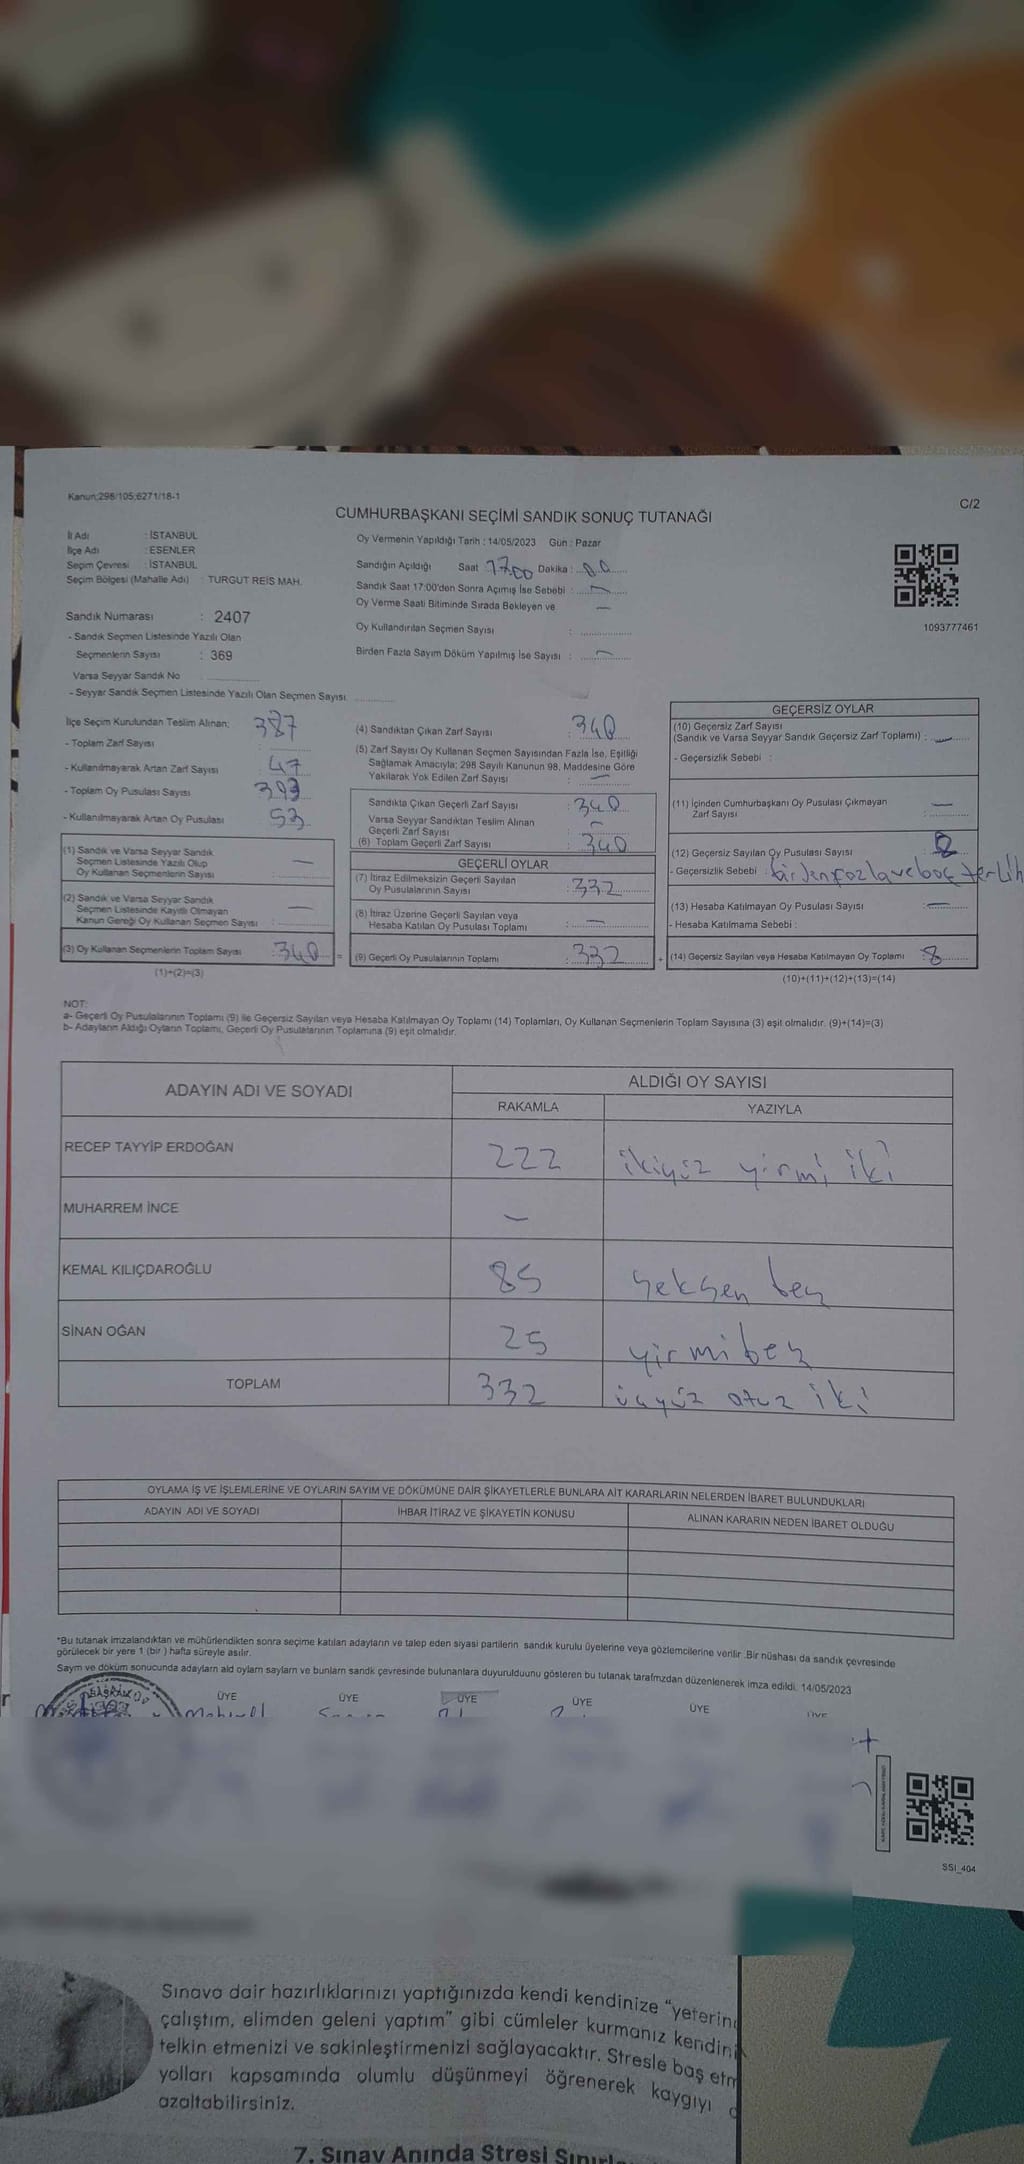 Kanun;298/105;6271/18-1
C/2
CUMHURBAŞKANI SEÇİMİ SANDIK SONUÇ TUTANAĞI
İl Adı : İSTANBUL
İlçe Adı : ESENLER
Seçim Çevresi : İSTANBUL
Seçim Bölgesi (Mahalle Adı) : TURGUT REİS MAH.
Oy Vermenin Yapıldığı Tarih : 14/05/2023 Gün : Pazar
Sandığın Açıldığı Saat : 1700 Dakika : 00
Sandık Saat 17:00'den Sonra Açımış İse Sebebi : —
Oy Verme Saati Bitiminde Sırada Bekleyen ve —
Oy Kullandırılan Seçmen Sayısı :
Birden Fazla Sayım Döküm Yapılmış İse Sayısı : —
1093777461
Sandık Numarası : 2407
- Sandık Seçmen Listesinde Yazılı Olan
Seçmenlerin Sayısı : 369
Varsa Seyyar Sandık No
- Seyyar Sandık Seçmen Listesinde Yazılı Olan Seçmen Sayısı
İlçe Seçim Kurulundan Teslim Alınan; 387
- Toplam Zarf Sayısı :
- Kullanılmayarak Artan Zarf Sayısı : 47
- Toplam Oy Pusulası Sayısı : 393
- Kullanılmayarak Artan Oy Pusulası 53
(1) Sandık ve Varsa Seyyar Sandık
Seçmen Listesinde Yazılı Olup
Oy Kullanan Seçmenlerin Sayısı : —
(2) Sandık ve Varsa Seyyar Sandık
Seçmen Listesinde Kayıtlı Olmayan
Kanun Gereği Oy Kullanan Seçmen Sayısı : —
(3) Oy Kullanan Seçmenlerin Toplam Sayısı : 340
(1)+(2)=(3)
(4) Sandıktan Çıkan Zarf Sayısı : 340
(5) Zarf Sayısı Oy Kullanan Seçmen Sayısından Fazla İse, Eşitliği
Sağlamak Amacıyla; 298 Sayılı Kanunun 98. Maddesine Göre
Yakılarak Yok Edilen Zarf Sayısı : —
Sandıkta Çıkan Geçerli Zarf Sayısı : 340
Varsa Seyyar Sandıktan Teslim Alınan
Geçerli Zarf Sayısı : —
(6) Toplam Geçerli Zarf Sayısı : 340
GEÇERLİ OYLAR
(7) İtiraz Edilmeksizin Geçerli Sayılan
Oy Pusulalarının Sayısı : 332
(8) İtiraz Üzerine Geçerli Sayılan veya
Hesaba Katılan Oy Pusulası Toplamı : —
(9) Geçerli Oy Pusulalarının Toplamı : 332
GEÇERSİZ OYLAR
(10) Geçersiz Zarf Sayısı
(Sandık ve Varsa Seyyar Sandık Geçersiz Zarf Toplamı) : —
- Geçersizlik Sebebi :
(11) İçinden Cumhurbaşkanı Oy Pusulası Çıkmayan
Zarf Sayısı : —
(12) Geçersiz Sayılan Oy Pusulası Sayısı : 8
- Geçersizlik Sebebi : birden fazla ve boş terlih
(13) Hesaba Katılmayan Oy Pusulası Sayısı : —
- Hesaba Katılmama Sebebi :
(14) Geçersiz Sayılan veya Hesaba Katılmayan Oy Toplamı : 8
(10)+(11)+(12)+(13)=(14)
NOT:
a- Geçerli Oy Pusulalarının Toplamı (9) ile Geçersiz Sayılan veya Hesaba Katılmayan Oy Toplamı (14) Toplamları, Oy Kullanan Seçmenlerin Toplam Sayısına (3) eşit olmalıdır. (9)+(14)=(3)
b- Adayların Aldığı Oyların Toplamı, Geçerli Oy Pusulalarının Toplamına (9) eşit olmalıdır.
ADAYIN ADI VE SOYADI ALDIĞI OY SAYISI
RAKAMLA YAZIYLA
RECEP TAYYİP ERDOĞAN 222 ikiyüz yirmi iki
MUHARREM İNCE —
KEMAL KILIÇDAROĞLU 85 Seksen beş
SİNAN OĞAN 25 yirmi beş
TOPLAM 332 üçyüz otuz iki
OYLAMA İŞ VE İŞLEMLERİNE VE OYLARIN SAYIM VE DÖKÜMÜNE DAİR ŞİKAYETLERLE BUNLARA AİT KARARLARIN NELERDEN İBARET BULUNDUKLARI
ADAYIN ADI VE SOYADI İHBAR İTİRAZ VE ŞİKAYETİN KONUSU ALINAN KARARIN NEDEN İBARET OLDUĞU
*Bu tutanak imzalandıktan ve mühürlendikten sonra seçime katılan adayların ve talep eden siyasi partilerin sandık kurulu üyelerine veya gözlemcilerine verilir .Bir nüshası da sandık çevresinde
görülecek bir yere 1 (bir ) hafta süreyle asılır.
Sayım ve döküm sonucunda adayların ald oyların sayların ve bunların sandk çevresinde bulunanlara duyurulduunu gösteren bu tutanak tarafmzdan düzenlenerek imza edildi. 14/05/2023
ÜYE ÜYE ÜYE ÜYE ÜYE ÜYE
SSI_404
Sınava dair hazırlıklarınızı yaptığınızda kendi kendinize "yeterin
çalıştım, elimden geleni yaptım" gibi cümleler kurmanız kendini
telkin etmenizi ve sakinleştirmenizi sağlayacaktır. Stresle baş etm
yolları kapsamında olumlu düşünmeyi öğrenerek kaygıyı
azaltabilirsiniz.
7. Sınav Anında Stresi